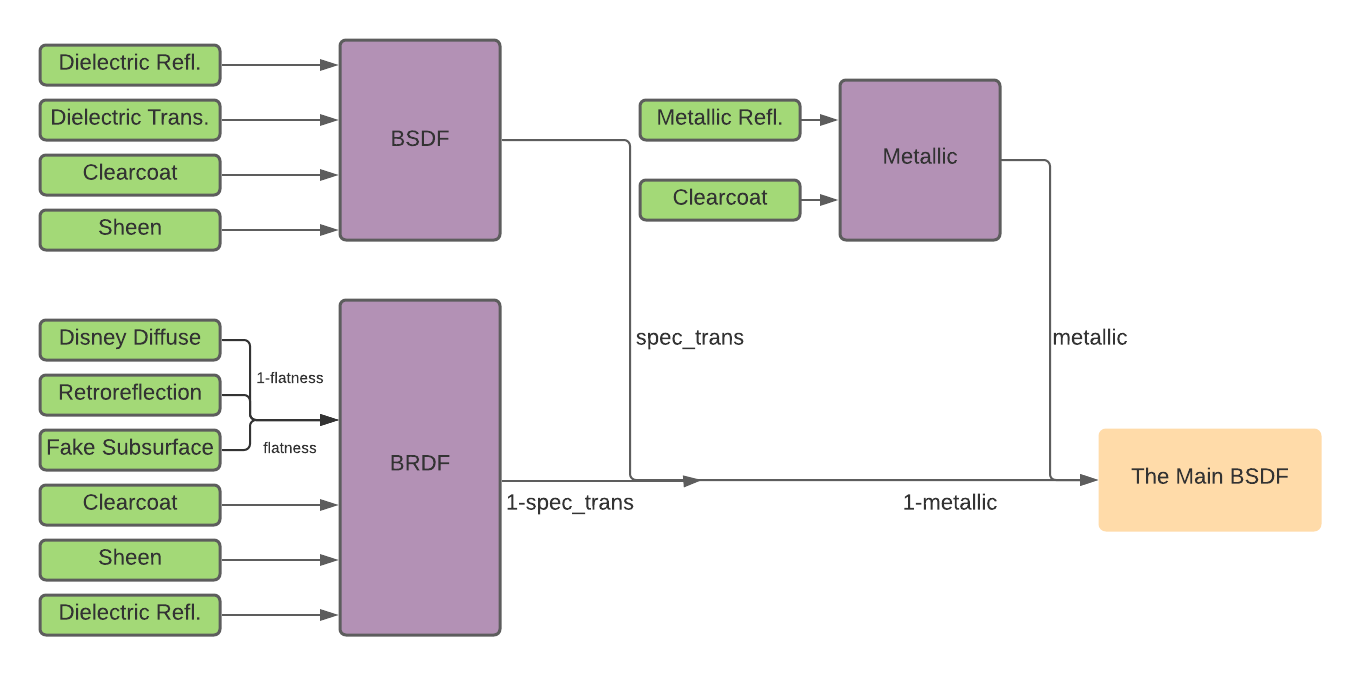 Dielectric Refl.
Dielectric Trans.
Clearcoat
Sheen
BSDF
Metallic Refl.
Clearcoat
Metallic
Disney Diffuse
Retroreflection
Fake Subsurface
Clearcoat
Sheen
Dielectric Refl.
1-flatness
flatness
BRDF
spec_trans
1-spec_trans
metallic
1-metallic
The Main BSDF